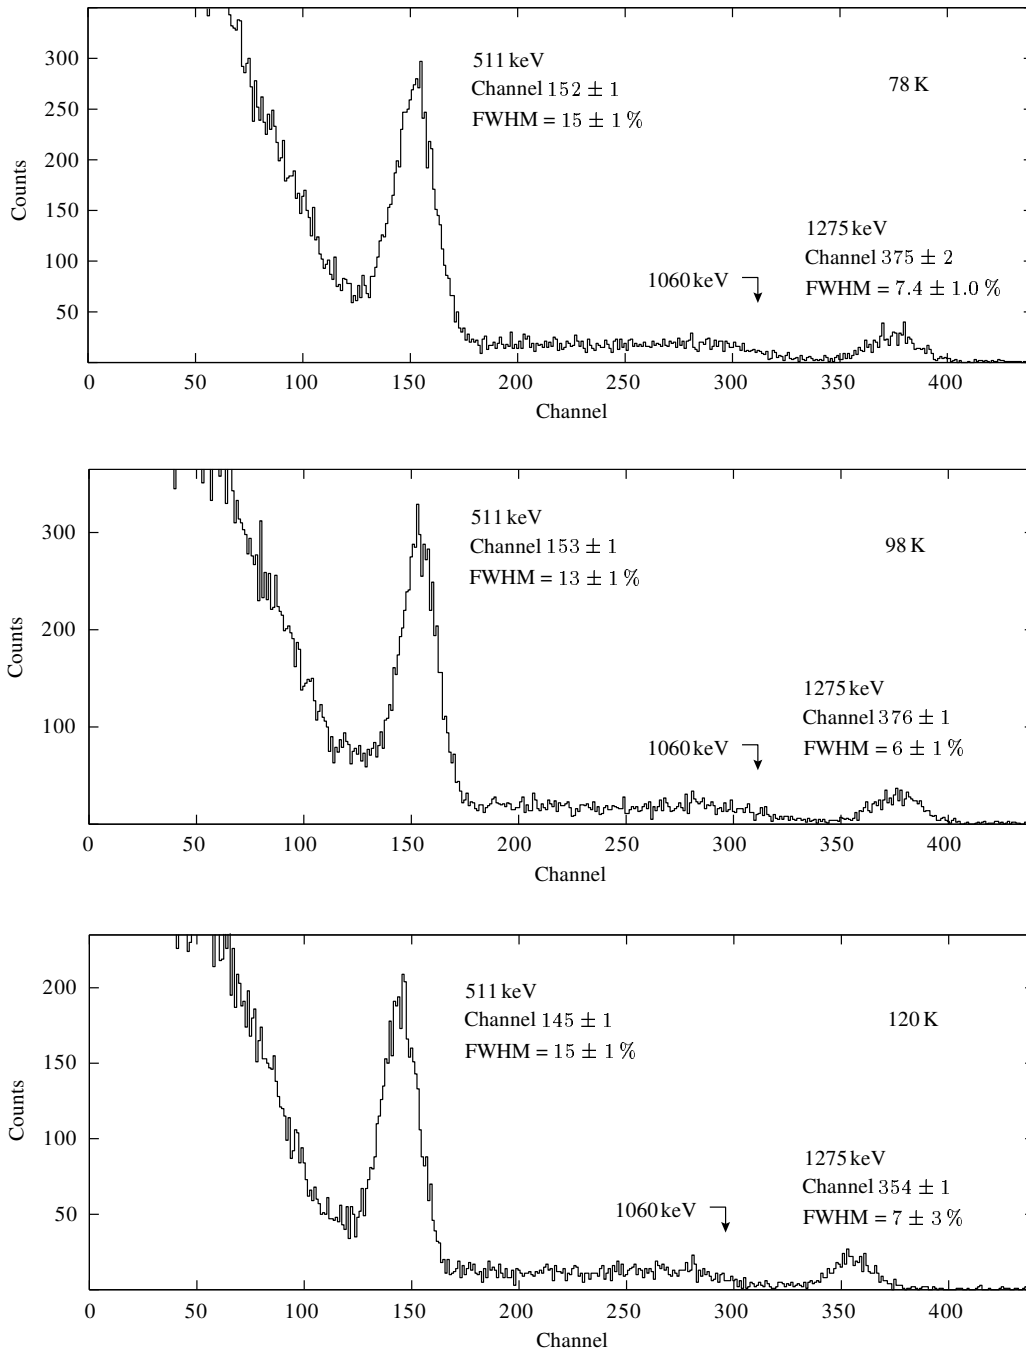 511 keV
Channel 152 ± 1
FWHM = 15 ± 1 %
78 K
1275 keV
Channel 375 ± 2
FWHM = 7.4 ± 1.0 %
1060 keV
Counts
300
250
200
150
100
50
0 50 100 150 200 250 300 350 400
Channel
511 keV
Channel 153 ± 1
FWHM = 13 ± 1 %
98 K
1275 keV
Channel 376 ± 1
FWHM = 6 ± 1 %
1060 keV
Counts
300
200
100
0 50 100 150 200 250 300 350 400
Channel
511 keV
Channel 145 ± 1
FWHM = 15 ± 1 %
120 K
1275 keV
Channel 354 ± 1
FWHM = 7 ± 3 %
1060 keV
Counts
200
150
100
50
0 50 100 150 200 250 300 350 400
Channel